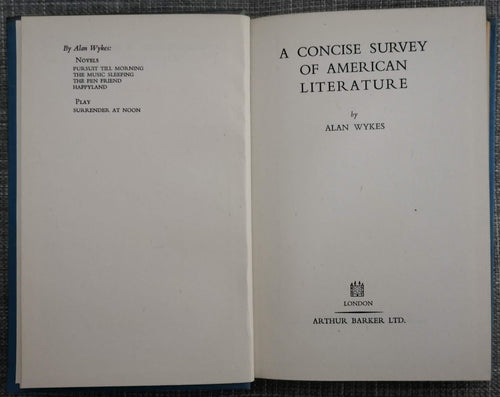 By Alan Wykes:
NOVELS
PURSUIT TILL MORNING
THE MUSIC SLEEPING
THE PEN FRIEND
HAPPYLAND
PLAY
SURRENDER AT NOON
A CONCISE SURVEY
OF AMERICAN
LITERATURE
by
ALAN WYKES
LONDON
ARTHUR BARKER LTD.